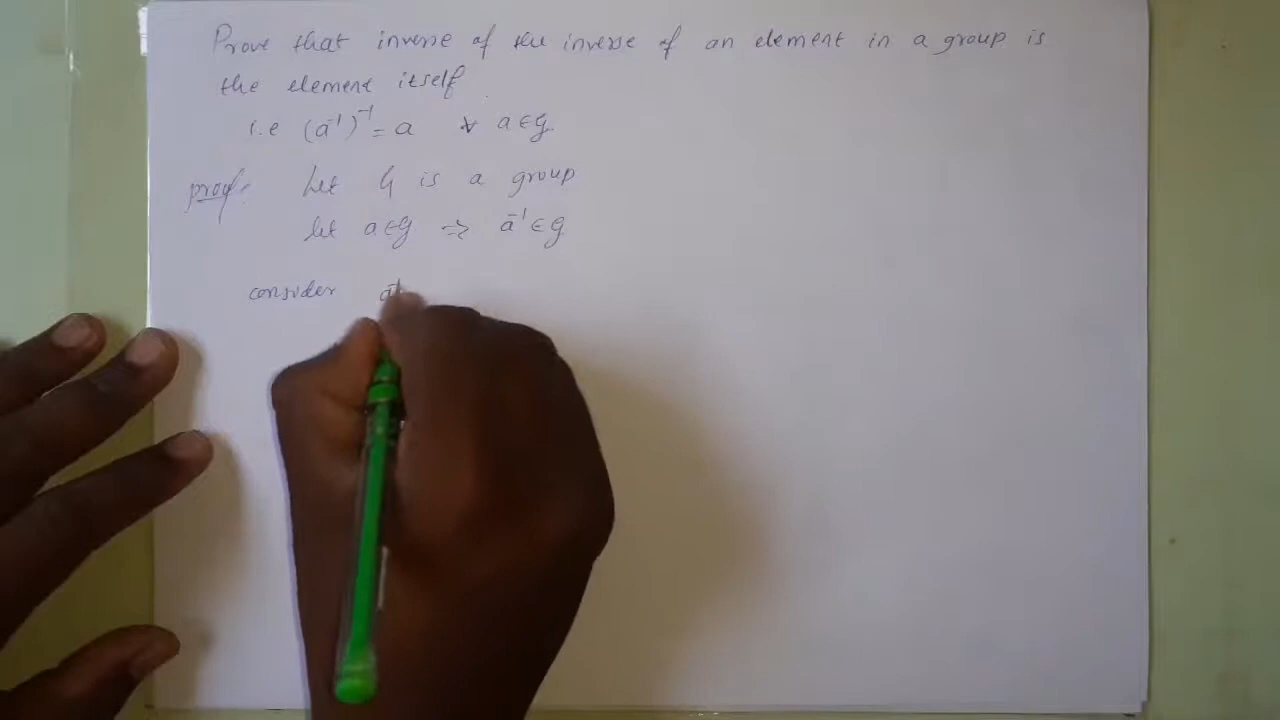 Prove that inverse of the inverse of an element in a group is
the element itself
i.e (a⁻¹)⁻¹ = a ∀ a∈G.
proof: Let G is a group
let a∈G ⇒ a⁻¹∈G
consider a⁻¹